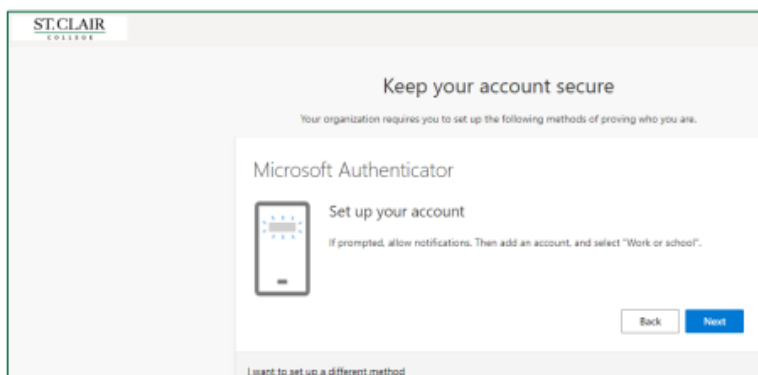 ST. CLAIR
COLLEGE
Keep your account secure
Your organization requires you to set up the following methods of proving who you are.
Microsoft Authenticator
Set up your account
If prompted, allow notifications. Then add an account, and select "Work or school".
Back Next
I want to set up a different method